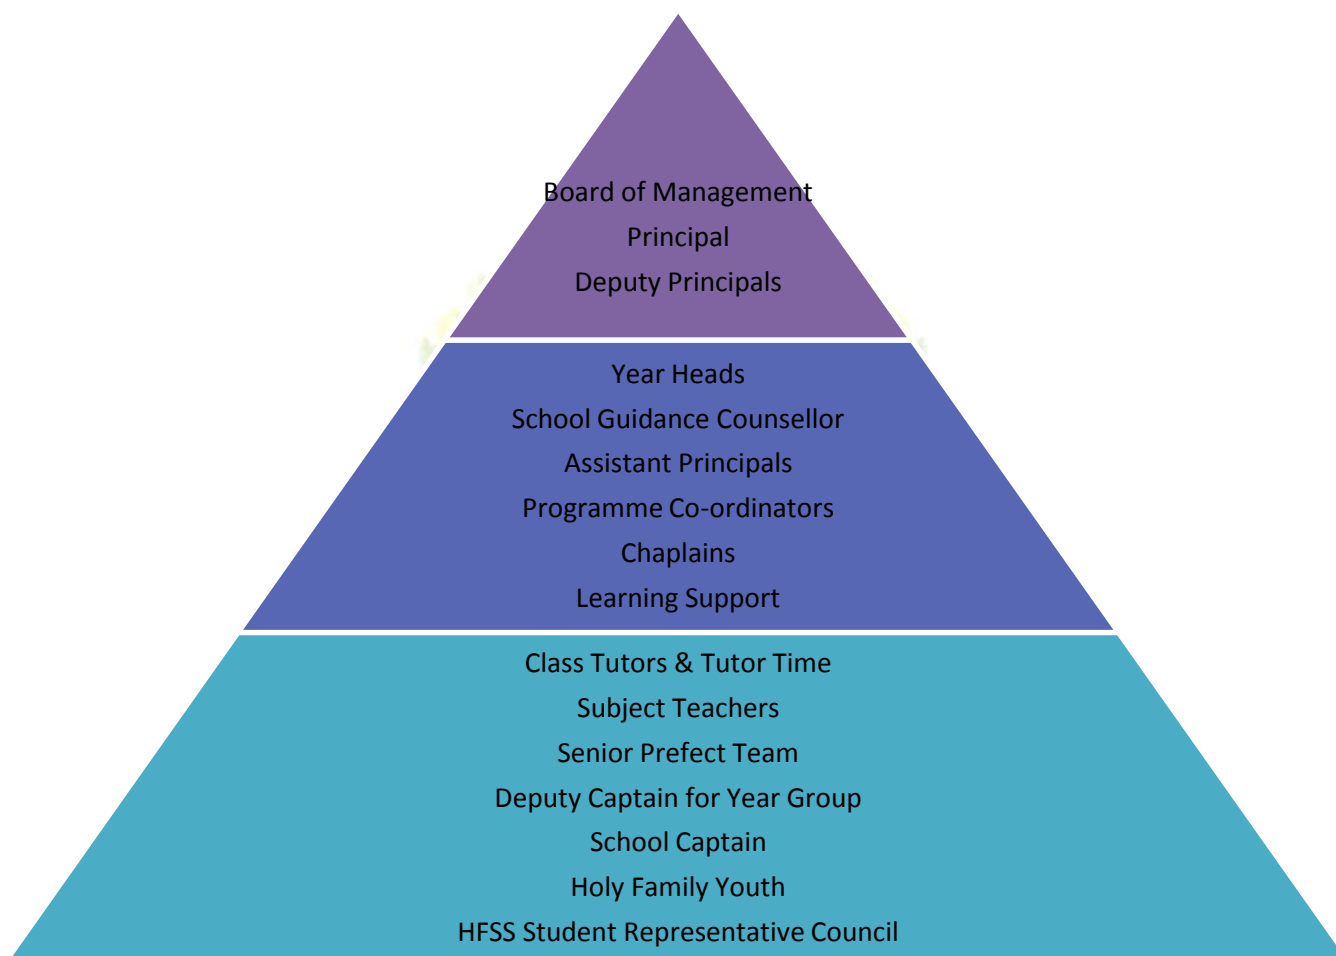 Board of Management
Principal
Deputy Principals
Year Heads
School Guidance Counsellor
Assistant Principals
Programme Co-ordinators
Chaplains
Learning Support
Class Tutors & Tutor Time
Subject Teachers
Senior Prefect Team
Deputy Captain for Year Group
School Captain
Holy Family Youth
HFSS Student Representative Council